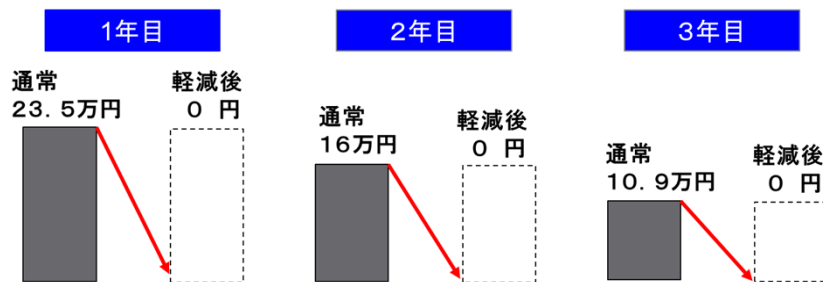 1年目
通常
23.5万円
軽減後
0 円
2年目
通常
16万円
軽減後
0 円
3年目
通常
10.9万円
軽減後
0 円